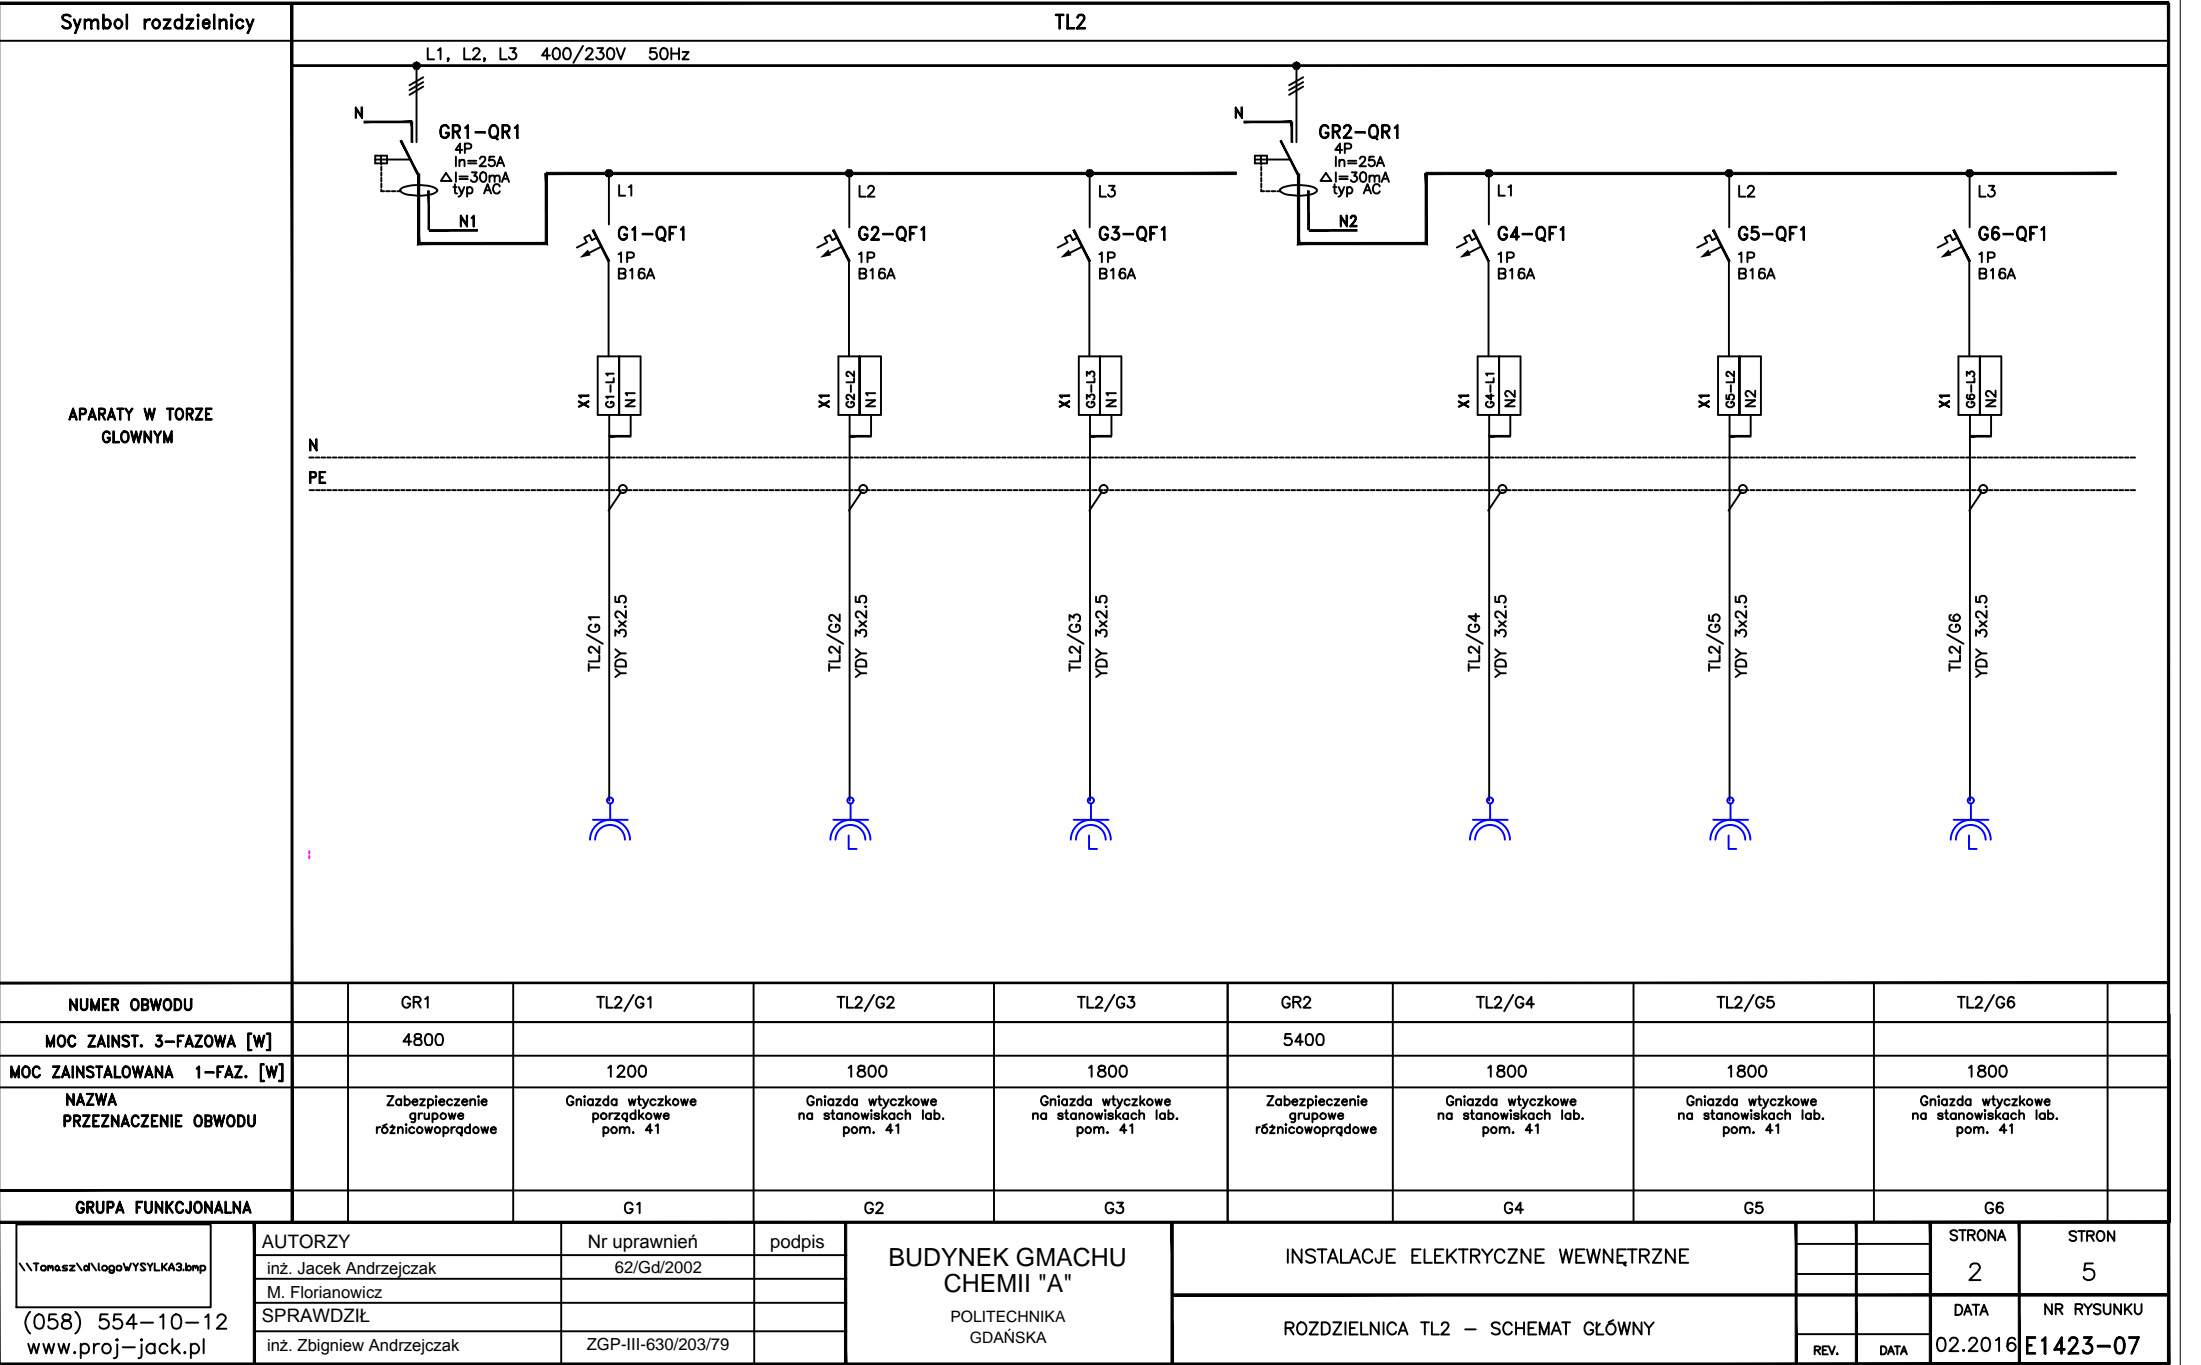 Symbol rozdzielnicy
TL2
L1, L2, L3 400/230V 50Hz
N
GR1-QR1
4P
In=25A
△I=30mA
typ AC
N1
L1
G1-QF1
1P
B16A
L2
G2-QF1
1P
B16A
L3
G3-QF1
1P
B16A
N
GR2-QR1
4P
In=25A
△I=30mA
typ AC
N2
L1
G4-QF1
1P
B16A
L2
G5-QF1
1P
B16A
L3
G6-QF1
1P
B16A
APARATY W TORZE
GLOWNYM
X1 G1-L1 N1
X1 G2-L2 N1
X1 G3-L3 N1
X1 G4-L1 N2
X1 G5-L2 N2
X1 G6-L3 N2
N
PE
TL2/G1
YDY 3x2.5
TL2/G2
YDY 3x2.5
TL2/G3
YDY 3x2.5
TL2/G4
YDY 3x2.5
TL2/G5
YDY 3x2.5
TL2/G6
YDY 3x2.5
L
L
L
L
NUMER OBWODU GR1 TL2/G1 TL2/G2 TL2/G3 GR2 TL2/G4 TL2/G5 TL2/G6
MOC ZAINST. 3-FAZOWA [W] 4800 5400
MOC ZAINSTALOWANA 1-FAZ. [W] 1200 1800 1800 1800 1800 1800
NAZWA
PRZEZNACZENIE OBWODU
Zabezpieczenie
grupowe
różnicowoprądowe
Gniazda wtyczkowe
porządkowe
pom. 41
Gniazda wtyczkowe
na stanowiskach lab.
pom. 41
Gniazda wtyczkowe
na stanowiskach lab.
pom. 41
Zabezpieczenie
grupowe
różnicowoprądowe
Gniazda wtyczkowe
na stanowiskach lab.
pom. 41
Gniazda wtyczkowe
na stanowiskach lab.
pom. 41
Gniazda wtyczkowe
na stanowiskach lab.
pom. 41
GRUPA FUNKCJONALNA G1 G2 G3 G4 G5 G6
\\Tomasz\d\logoWYSYLKA3.bmp
(058) 554-10-12
www.proj-jack.pl
AUTORZY Nr uprawnień podpis
inż. Jacek Andrzejczak 62/Gd/2002
M. Florianowicz
SPRAWDZIŁ
inż. Zbigniew Andrzejczak ZGP-III-630/203/79
BUDYNEK GMACHU
CHEMII "A"
POLITECHNIKA
GDAŃSKA
INSTALACJE ELEKTRYCZNE WEWNĘTRZNE
ROZDZIELNICA TL2 - SCHEMAT GŁÓWNY
REV. DATA
STRONA
2
STRON
5
DATA
02.2016
NR RYSUNKU
E1423-07